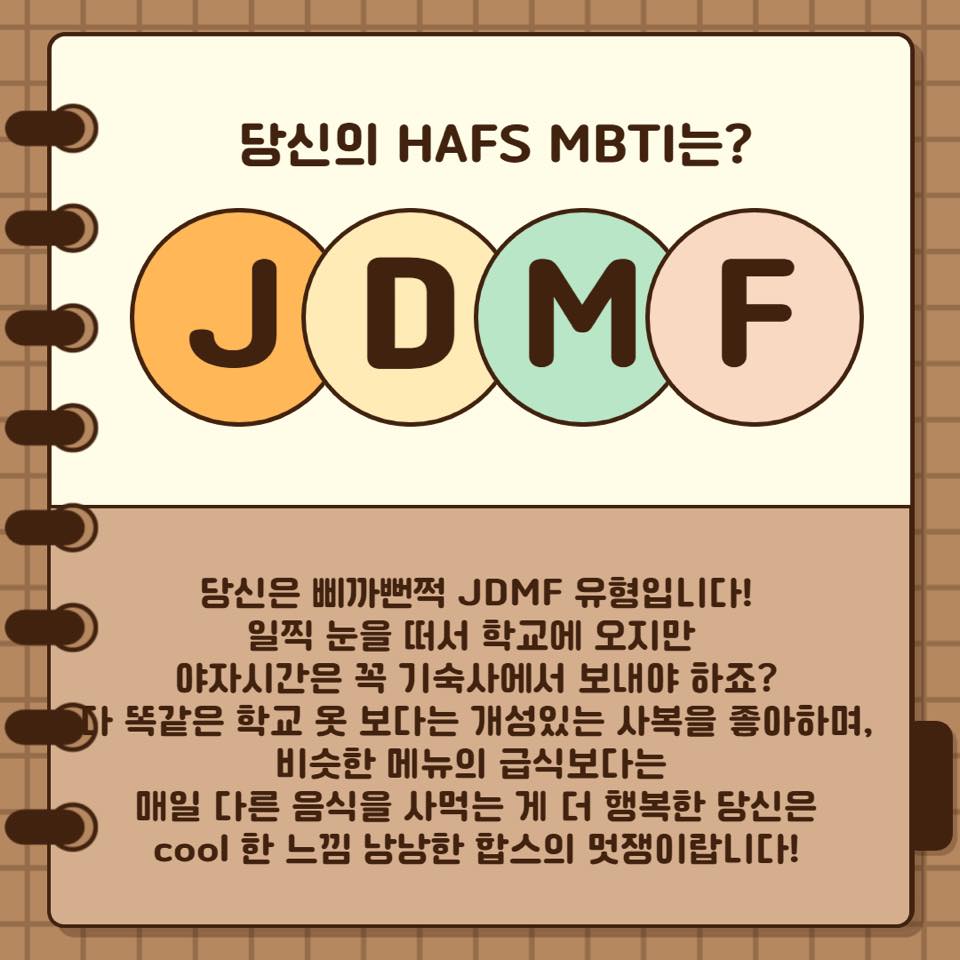 당신의 HAFS MBTI는?
JDMF
당신은 삐까뻔쩍 JDMF 유형입니다!
일찍 눈을 떠서 학교에 오지만
야자시간은 꼭 기숙사에서 보내야 하죠?
다 똑같은 학교 옷 보다는 개성있는 사복을 좋아하며,
비슷한 메뉴의 급식보다는
매일 다른 음식을 사먹는 게 더 행복한 당신은
cool 한 느낌 낭낭한 합스의 멋쟁이랍니다!